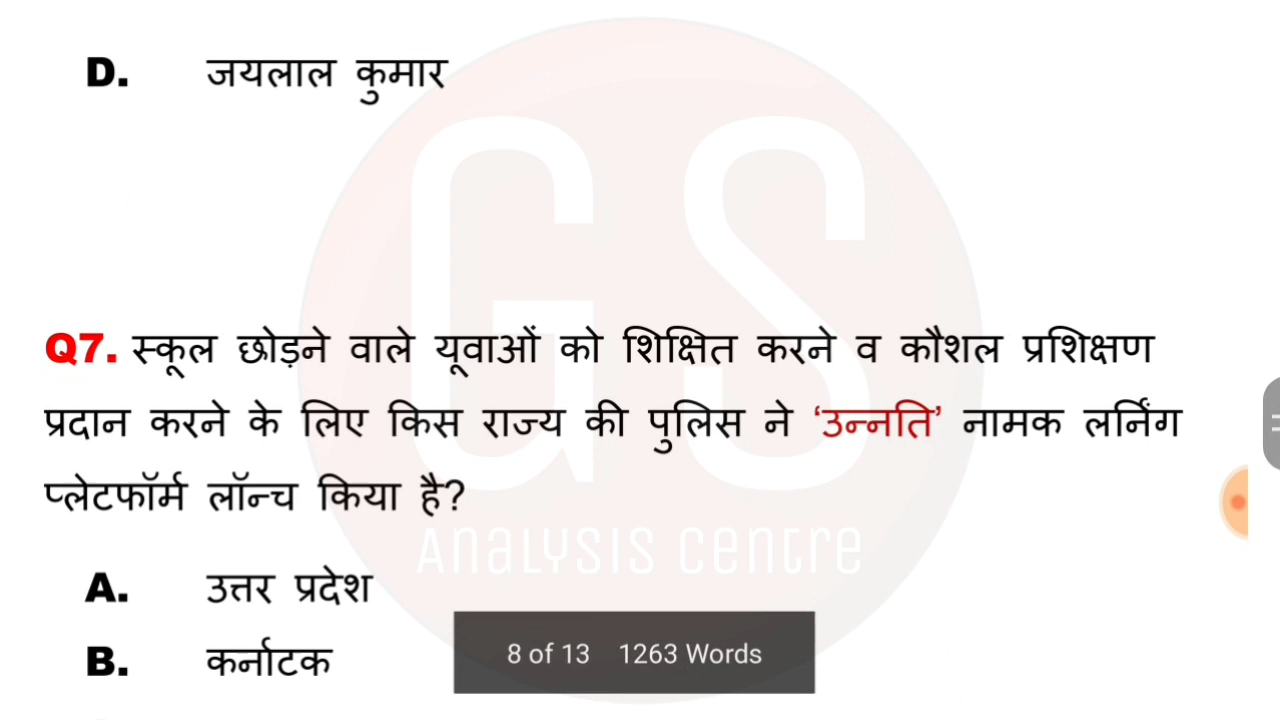 D. जयलाल कुमार
Q7. स्कूल छोड़ने वाले यूवाओं को शिक्षित करने व कौशल प्रशिक्षण
प्रदान करने के लिए किस राज्य की पुलिस ने ‘उन्नति’ नामक लर्निंग
प्लेटफॉर्म लॉन्च किया है?
GS
Analysis Centre
A. उत्तर प्रदेश
B. कर्नाटक
8 of 13 1263 Words